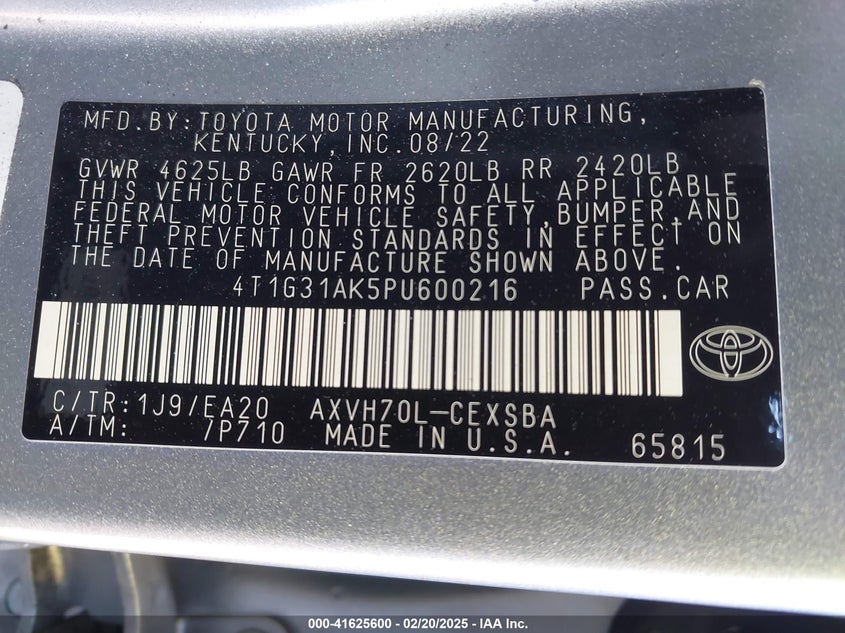 MFD.BY:TOYOTA MOTOR MANUFACTURING,
KENTUCKY, INC.08/22
GVWR 4625LB GAWR FR 2620LB RR 2420LB
THIS VEHICLE CONFORMS TO ALL APPLICABLE
FEDERAL MOTOR VEHICLE SAFETY,BUMPER,AND
THEFT PREVENTION STANDARDS IN EFFECT ON
THE DATE OF MANUFACTURE SHOWN ABOVE.
4T1G31AK5PU600216 PASS.CAR
C/TR:1J9/EA20 AXVH70L-CEXSBA
A/TM: /P710 MADE IN U.S.A. 65815
000-41625600 - 02/20/2025 - IAA Inc.